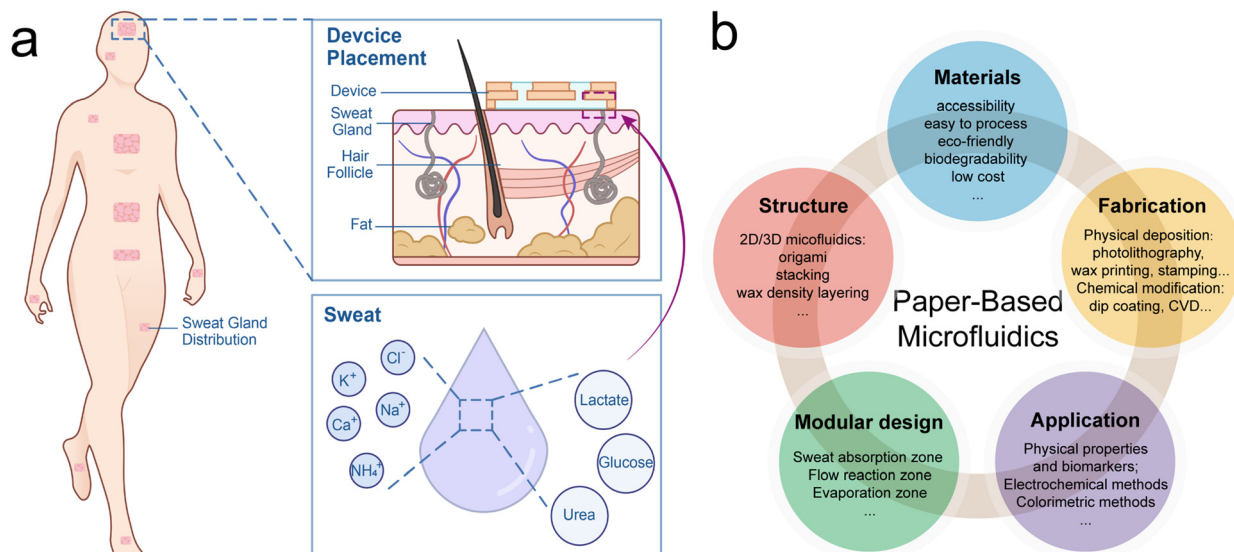 a
Devcice
Placement
Device
Sweat
Gland
Hair
Follicle
Fat
Sweat Gland
Distribution
Sweat
Cl⁻
K⁺
Na⁺
Ca⁺
NH₄⁺
Lactate
Glucose
Urea
b
Materials
accessibility
easy to process
eco-friendly
biodegradability
low cost
...
Structure
2D/3D micofluidics:
origami
stacking
wax density layering
...
Fabrication
Physical deposition:
photolithography,
wax printing, stamping...
Chemical modification:
dip coating, CVD...
Paper-Based
Microfluidics
Modular design
Sweat absorption zone
Flow reaction zone
Evaporation zone
...
Application
Physical properties
and biomarkers;
Electrochemical methods
Colorimetric methods
...